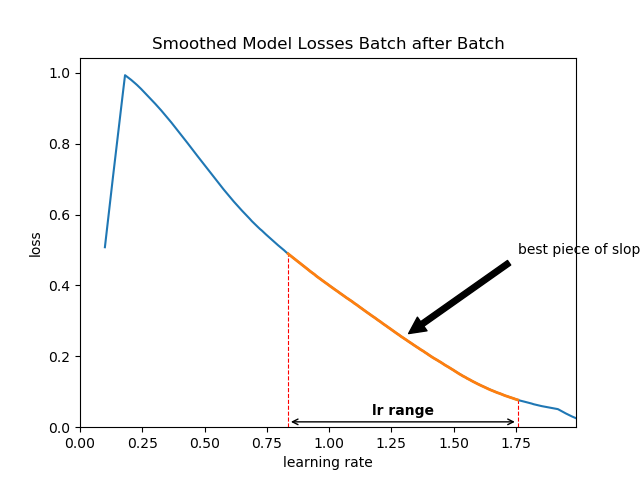 Smoothed Model Losses Batch after Batch
1.0
0.8
0.6
0.4
0.2
0.0
loss
best piece of slop
lr range
0.00 0.25 0.50 0.75 1.00 1.25 1.50 1.75
learning rate